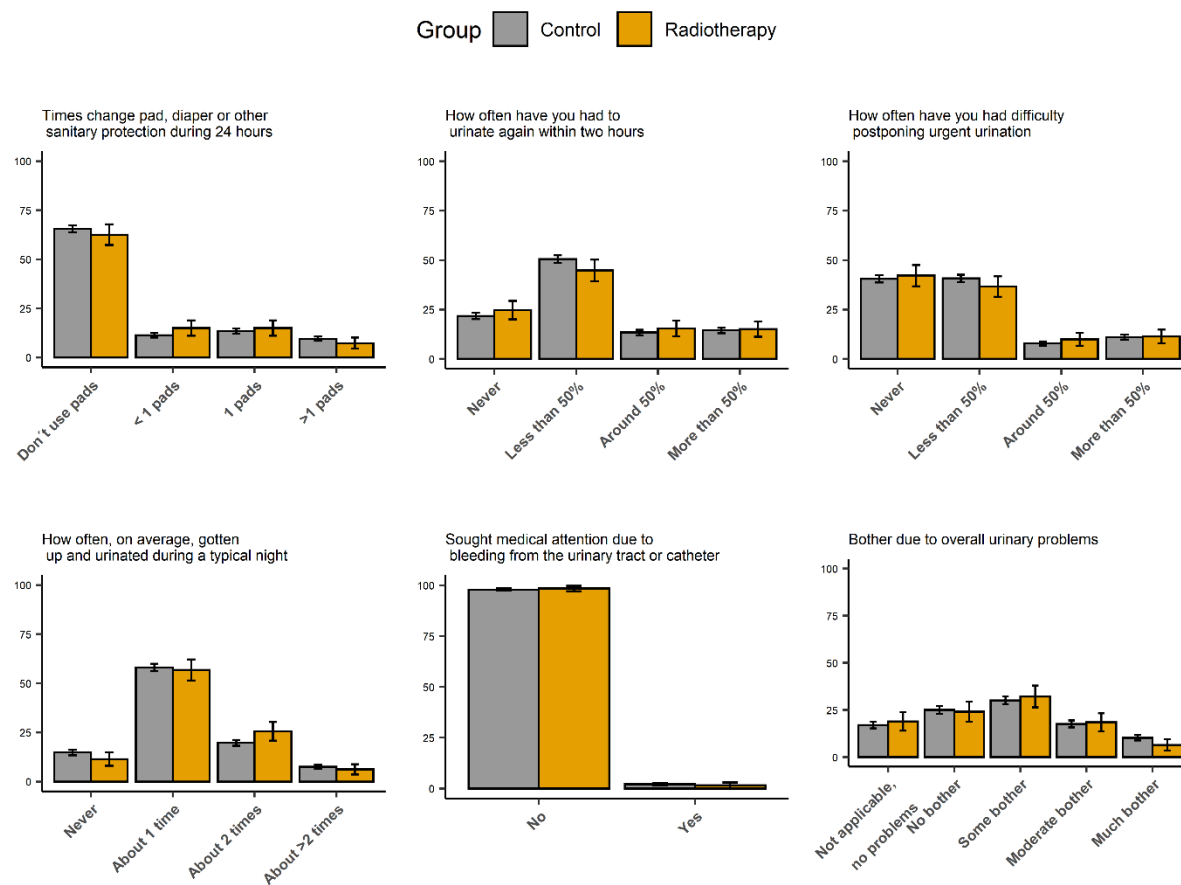 Group Control Radiotherapy
Times change pad, diaper or other
sanitary protection during 24 hours
100
75
50
25
0
Don´t use pads
< 1 pads
1 pads
>1 pads
How often have you had to
urinate again within two hours
100
75
50
25
0
Never
Less than 50%
Around 50%
More than 50%
How often have you had difficulty
postponing urgent urination
100
75
50
25
0
Never
Less than 50%
Around 50%
More than 50%
How often, on average, gotten
up and urinated during a typical night
100
75
50
25
0
Never
About 1 time
About 2 times
About >2 times
Sought medical attention due to
bleeding from the urinary tract or catheter
100
75
50
25
0
No
Yes
Bother due to overall urinary problems
100
75
50
25
0
Not applicable,
no problems
No bother
Some bother
Moderate bother
Much bother